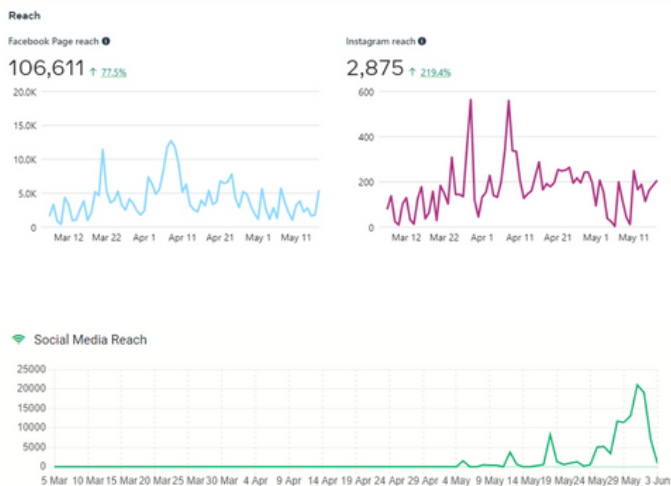 Reach
Facebook Page reach
106,611 ↑ 77.5%
20.0K
15.0K
10.0K
5.0K
0
Mar 12 Mar 22 Apr 1 Apr 11 Apr 21 May 1 May 11
Instagram reach
2,875 ↑ 219.4%
600
400
200
0
Mar 12 Mar 22 Apr 1 Apr 11 Apr 21 May 1 May 11
Social Media Reach
25000
20000
15000
10000
5000
0
5 Mar 10 Mar 15 Mar 20 Mar 25 Mar 30 Mar 4 Apr 9 Apr 14 Apr 19 Apr 24 Apr 29 Apr 4 May 9 May 14 May 19 May 24 May 29 May 3 Jun